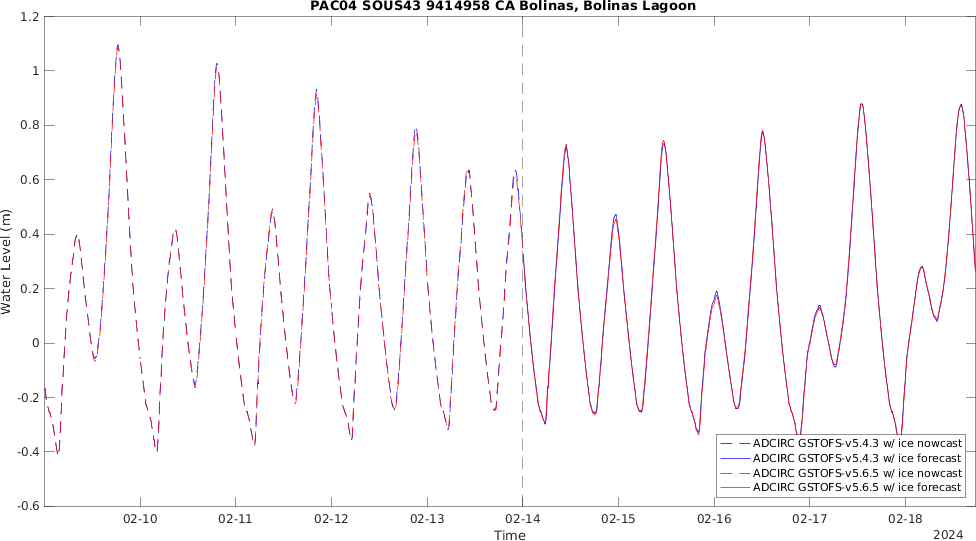 PAC04 SOUS43 9414958 CA Bolinas, Bolinas Lagoon
1.2
1
0.8
0.6
0.4
0.2
0
-0.2
-0.4
-0.6
Water Level (m)
02-10 02-11 02-12 02-13 02-14 02-15 02-16 02-17 02-18
Time
2024
ADCIRC GSTOFS-v5.4.3 w/ ice nowcast
ADCIRC GSTOFS-v5.4.3 w/ ice forecast
ADCIRC GSTOFS-v5.6.5 w/ ice nowcast
ADCIRC GSTOFS-v5.6.5 w/ ice forecast